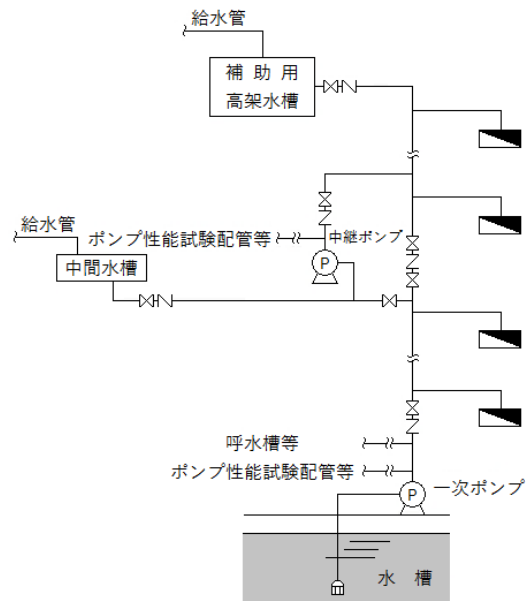 給水管
補助用
高架水槽
給水管
ポンプ性能試験配管等
中継ポンプ
P
中間水槽
呼水槽等
ポンプ性能試験配管等
P
一次ポンプ
水槽